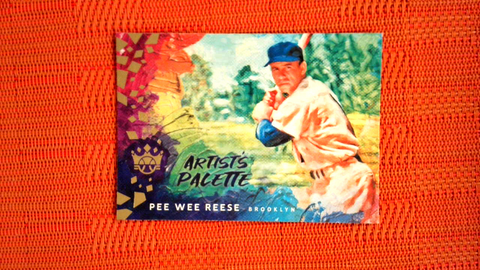 ARTIST'S
PALETTE
PEE WEE REESE - BROOKLYN